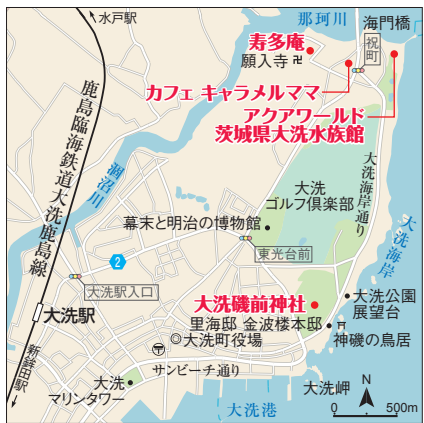 水戸駅
那珂川
海門橋
寿多庵
願入寺
祝町
カフェ キャラメルママ
アクアワールド
茨城県大洗水族館
鹿島臨海鉄道大洗鹿島線
涸沼川
大洗
ゴルフ倶楽部
大洗海岸通り
大洗海岸
幕末と明治の博物館
東光台前
2
大洗駅入口
大洗磯前神社
大洗公園
展望台
大洗駅
里海邸 金波楼本邸
神磯の鳥居
大洗町役場
サンビーチ通り
新鉾田駅
大洗
マリンタワー
大洗岬
大洗港
N
0 500m